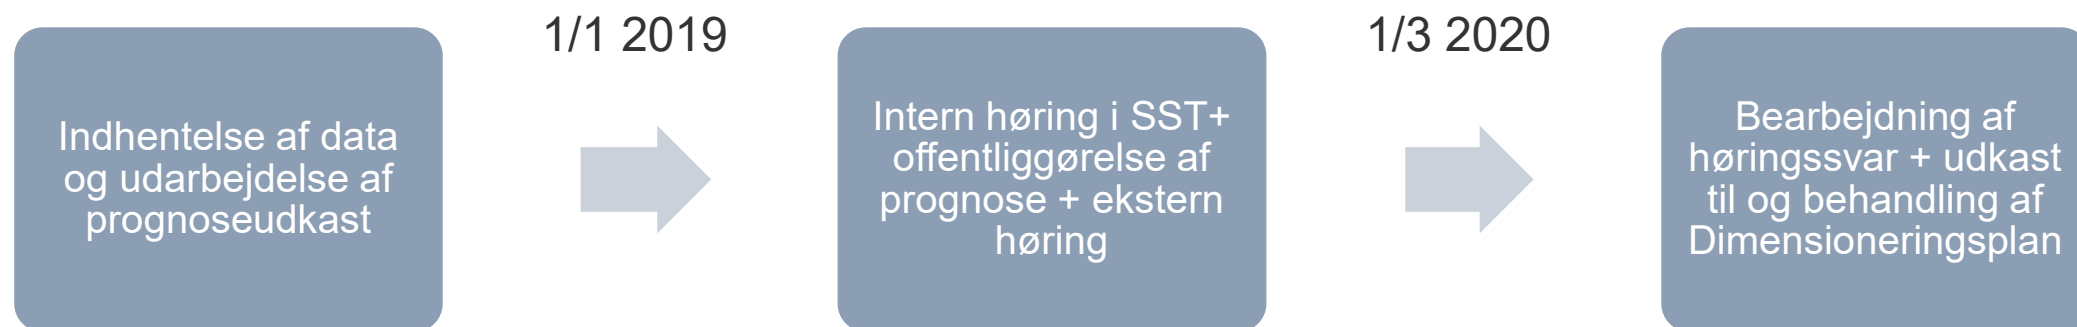 Indhentelse af data
og udarbejdelse af
prognoseudkast
1/1 2019
Intern høring i SST+
offentliggørelse af
prognose + ekstern
høring
1/3 2020
Bearbejdning af
høringssvar + udkast
til og behandling af
Dimensioneringsplan